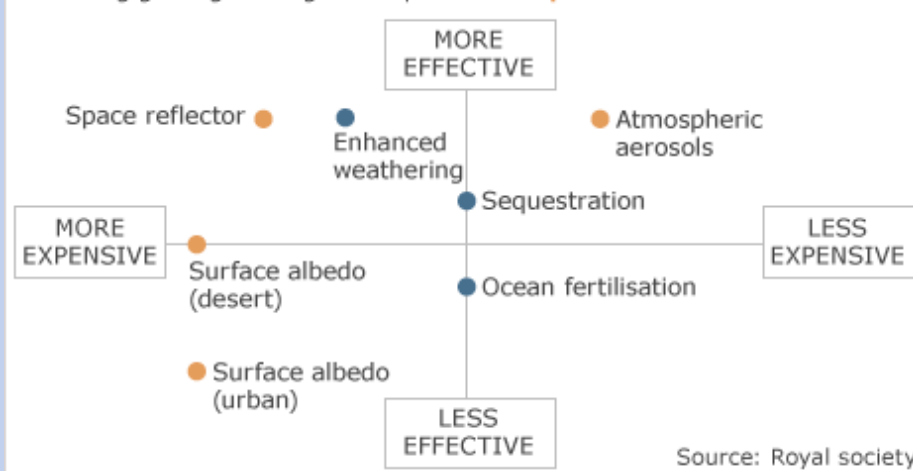 MORE
EFFECTIVE
Space reflector
Enhanced
weathering
Atmospheric
aerosols
Sequestration
MORE
EXPENSIVE
LESS
EXPENSIVE
Surface albedo
(desert)
Ocean fertilisation
Surface albedo
(urban)
LESS
EFFECTIVE
Source: Royal society